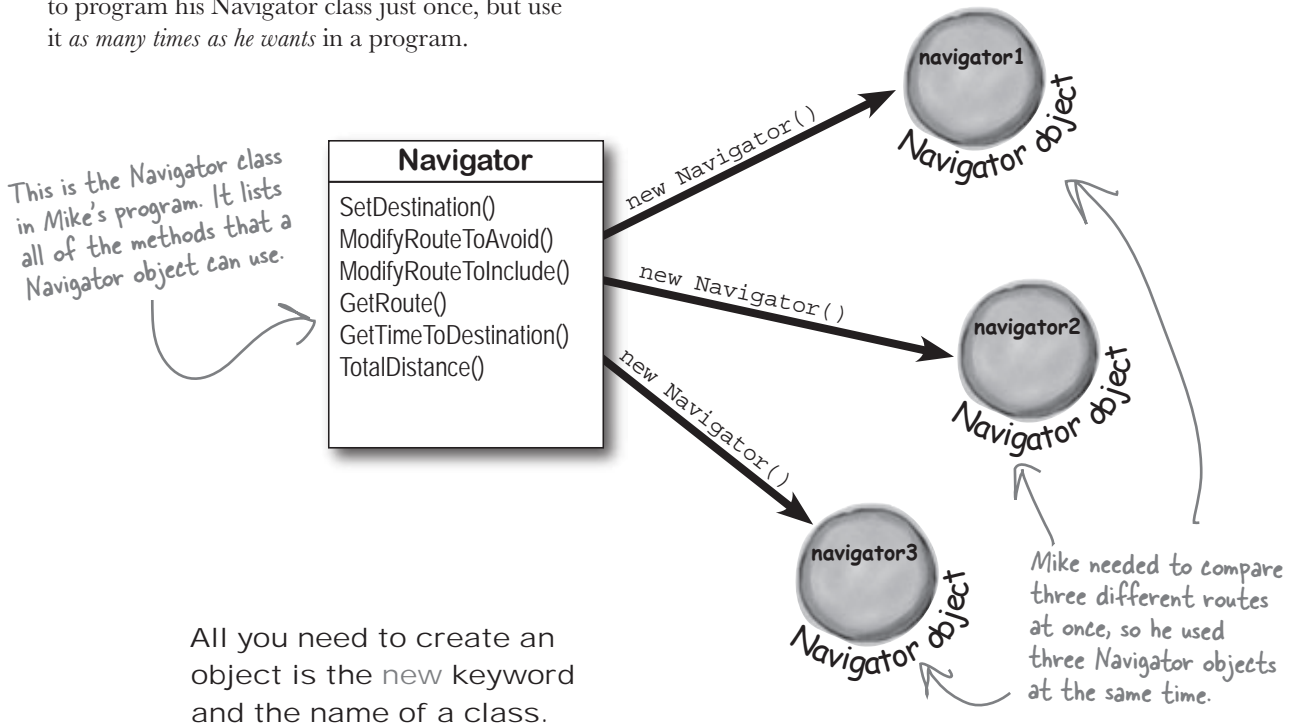 to program his Navigator class just once, but use
it as many times as he wants in a program.
This is the Navigator class
in Mike's program. It lists
all of the methods that a
Navigator object can use.
Navigator
SetDestination()
ModifyRouteToAvoid()
ModifyRouteToInclude()
GetRoute()
GetTimeToDestination()
TotalDistance()
new Navigator()
navigator1
Navigator object
new Navigator()
navigator2
Navigator object
new Navigator()
navigator3
Navigator object
Mike needed to compare
three different routes
at once, so he used
three Navigator objects
at the same time.
All you need to create an
object is the new keyword
and the name of a class.